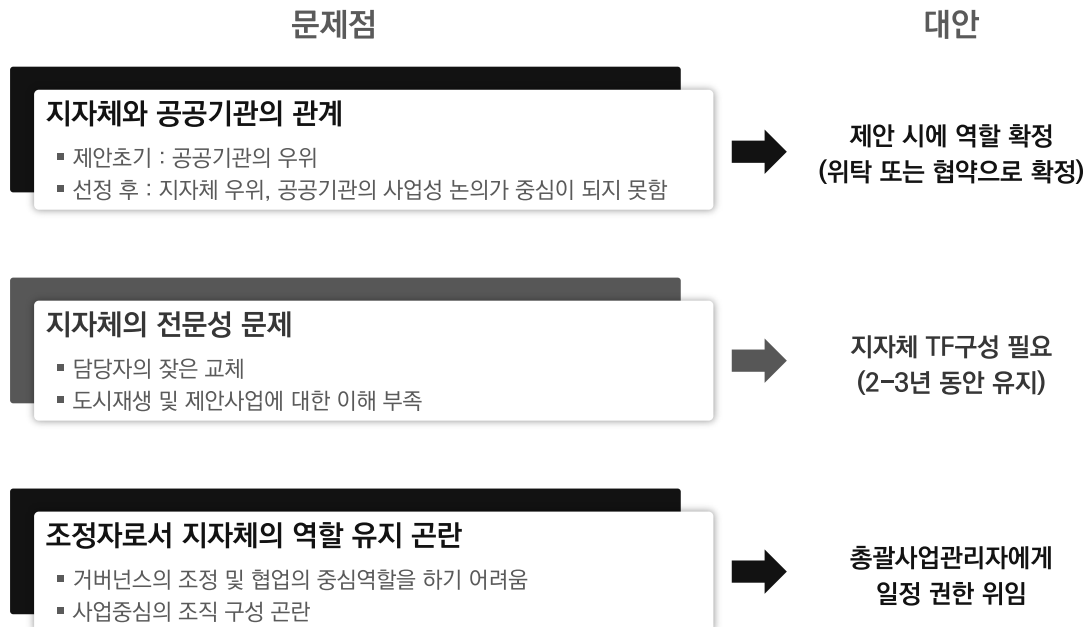 문제점
대안
지자체와 공공기관의 관계
▪ 제안초기 : 공공기관의 우위
▪ 선정 후 : 지자체 우위, 공공기관의 사업성 논의가 중심이 되지 못함
제안 시에 역할 확정
(위탁 또는 협약으로 확정)
지자체의 전문성 문제
▪ 담당자의 잦은 교체
▪ 도시재생 및 제안사업에 대한 이해 부족
지자체 TF구성 필요
(2-3년 동안 유지)
조정자로서 지자체의 역할 유지 곤란
▪ 거버넌스의 조정 및 협업의 중심역할을 하기 어려움
▪ 사업중심의 조직 구성 곤란
총괄사업관리자에게
일정 권한 위임